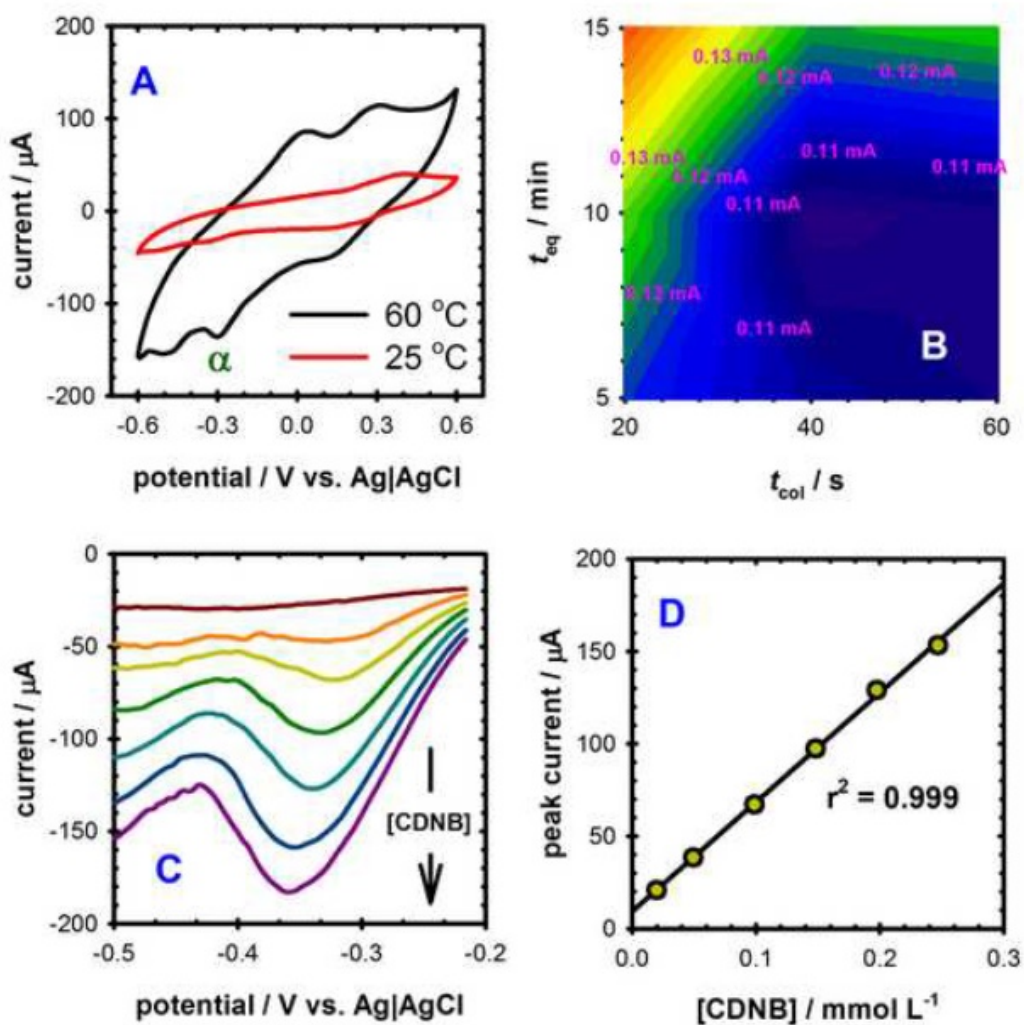 200
A
100
0
-100
-200
current / µA
60 °C
25 °C
α
-0.6 -0.3 0.0 0.3 0.6
potential / V vs. Ag|AgCl
15
10
5
t_eq / min
0.13 mA
0.12 mA
0.12 mA
0.13 mA
0.12 mA
0.11 mA
0.11 mA
0.11 mA
0.11 mA
B
20 40 60
t_col / s
0
-50
-100
-150
-200
current / µA
[CDNB]
C
-0.5 -0.4 -0.3 -0.2
potential / V vs. Ag|AgCl
200
150
100
50
0
peak current / µA
D
r² = 0.999
0.0 0.1 0.2 0.3
[CDNB] / mmol L⁻¹